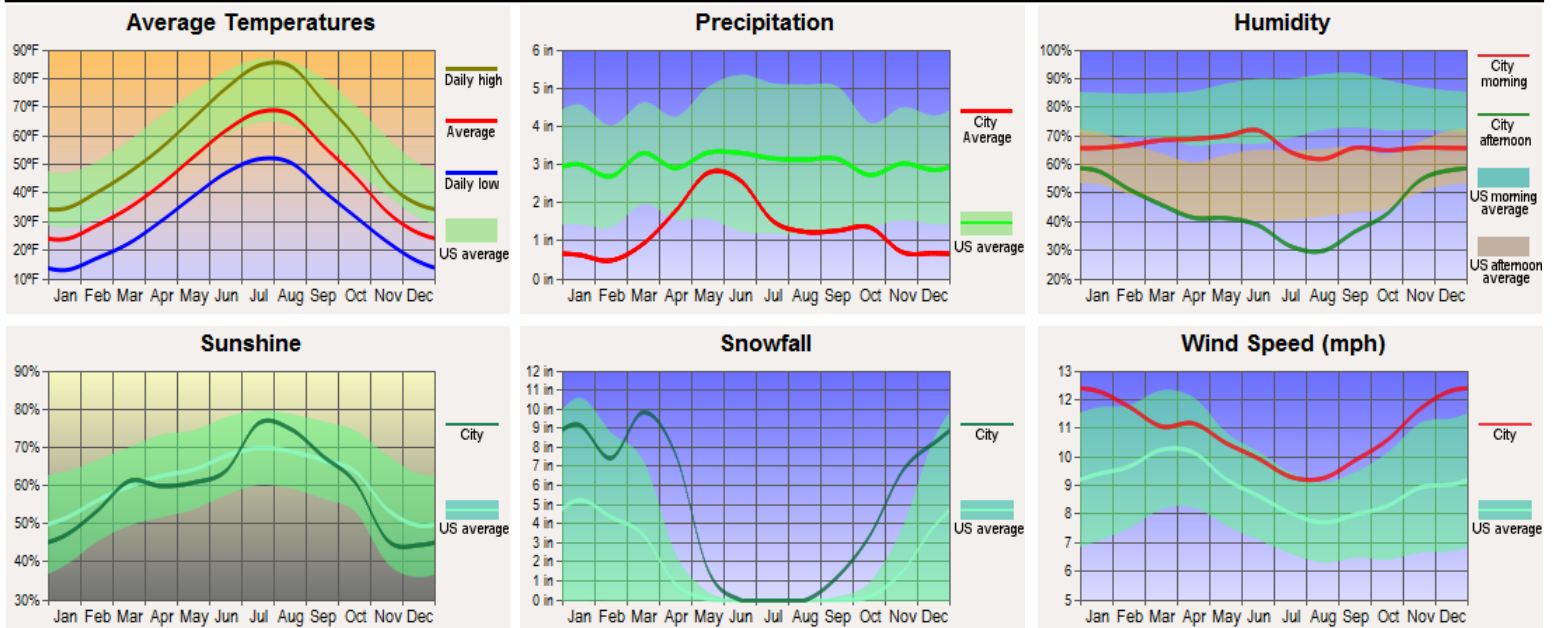 Average Temperatures
90ºF
80ºF
70ºF
60ºF
50ºF
40ºF
30ºF
20ºF
10ºF
Jan Feb Mar Apr May Jun Jul Aug Sep Oct Nov Dec
Daily high
Average
Daily low
US average
Precipitation
6 in
5 in
4 in
3 in
2 in
1 in
0 in
Jan Feb Mar Apr May Jun Jul Aug Sep Oct Nov Dec
City
Average
US average
Humidity
100%
90%
80%
70%
60%
50%
40%
30%
20%
Jan Feb Mar Apr May Jun Jul Aug Sep Oct Nov Dec
City
morning
City
afternoon
US morning
average
US afternoon
average
Sunshine
90%
80%
70%
60%
50%
40%
30%
Jan Feb Mar Apr May Jun Jul Aug Sep Oct Nov Dec
City
US average
Snowfall
12 in
11 in
10 in
9 in
8 in
7 in
6 in
5 in
4 in
3 in
2 in
1 in
0 in
Jan Feb Mar Apr May Jun Jul Aug Sep Oct Nov Dec
City
US average
Wind Speed (mph)
13
12
11
10
9
8
7
6
5
Jan Feb Mar Apr May Jun Jul Aug Sep Oct Nov Dec
City
US average